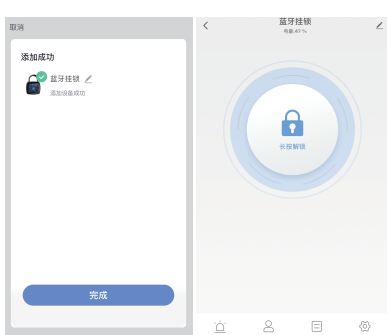 取消
添加成功
蓝牙挂锁
添加设备成功
完成
蓝牙挂锁
电量:47 %
长按解锁